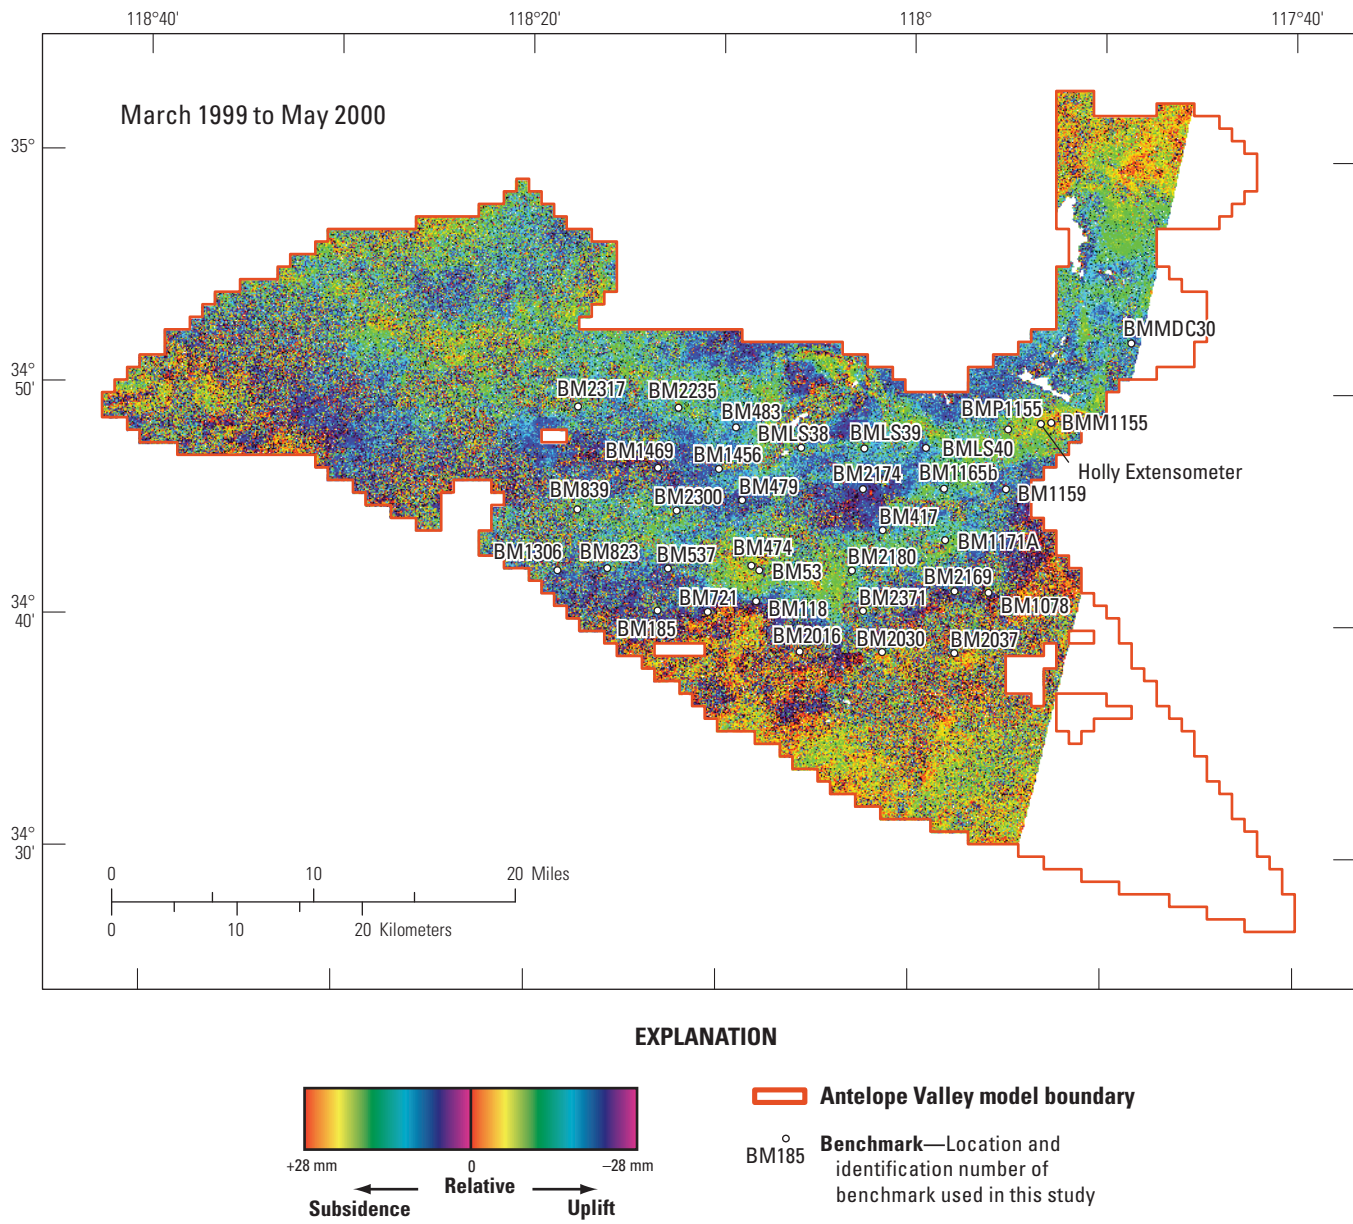 118°40'
118°20'
118°
117°40'
March 1999 to May 2000
35°
BMMDC30
34°
50'
BM2317
BM2235
BM483
BMP1155
BMM1155
BMLS38
BMLS39
BMLS40
BM1469
BM1456
Holly Extensometer
BM2174
BM1165b
BM839
BM2300
BM479
BM1159
BM417
BM1306
BM823
BM537
BM474
BM53
BM2180
BM1171A
BM2169
BM721
BM118
BM2371
BM1078
34°
40'
BM185
BM2016
BM2030
BM2037
34°
30'
0 10 20 Miles
0 10 20 Kilometers
EXPLANATION
+28 mm 0 –28 mm
Relative
Subsidence Uplift
Antelope Valley model boundary
BM185
Benchmark—Location and
identification number of
benchmark used in this study